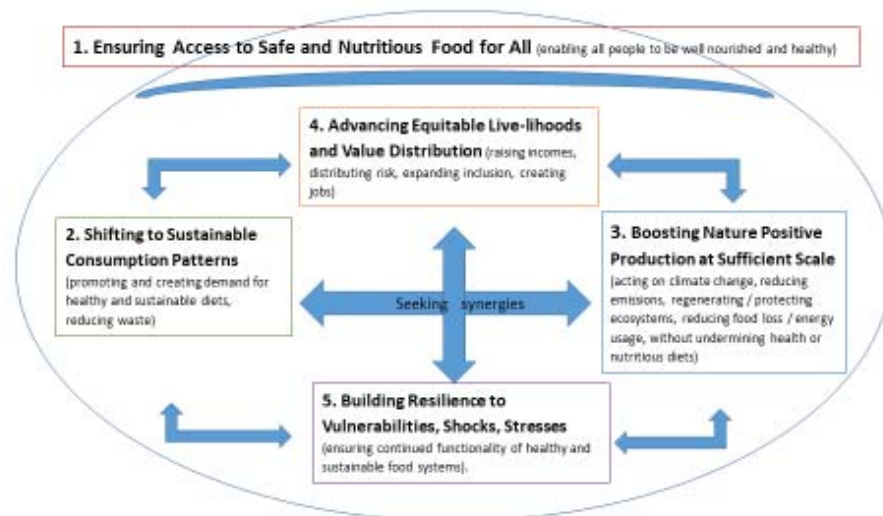 1. Ensuring Access to Safe and Nutritious Food for All (enabling all people to be well nourished and healthy)
4. Advancing Equitable Live-lihoods
and Value Distribution (raising incomes,
distributing risk, expanding inclusion, creating
jobs)
2. Shifting to Sustainable
Consumption Patterns
(promoting and creating demand for
healthy and sustainable diets,
reducing waste)
3. Boosting Nature Positive
Production at Sufficient Scale
(acting on climate change, reducing
emissions, regenerating / protecting
ecosystems, reducing food loss / energy
usage, without undermining health or
nutritious diets)
Seeking synergies
5. Building Resilience to
Vulnerabilities, Shocks, Stresses
(ensuring continued functionality of healthy and
sustainable food systems).